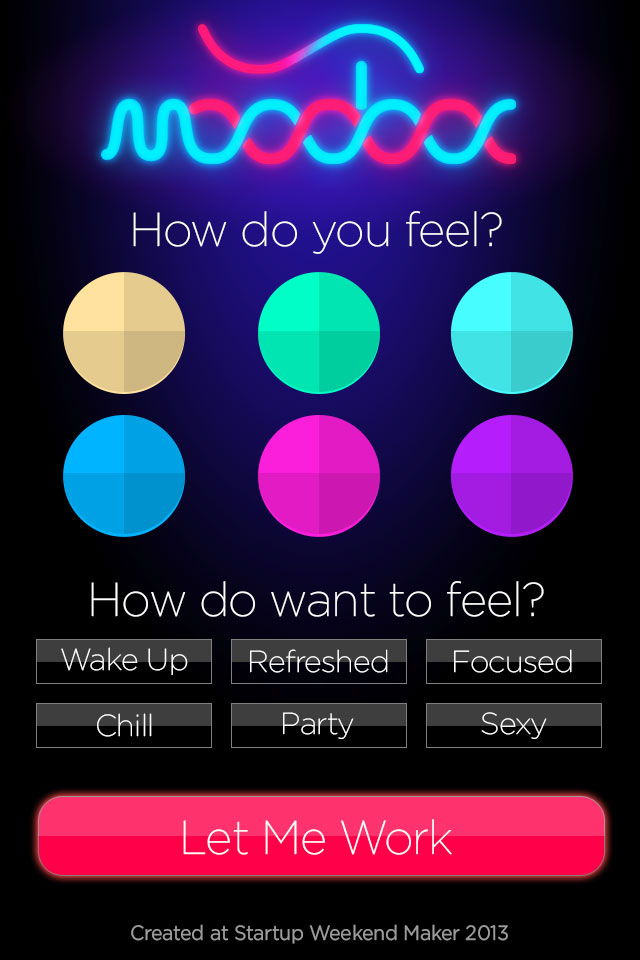 moodbox
How do you feel?
How do want to feel?
Wake Up Refreshed Focused
Chill Party Sexy
Let Me Work
Created at Startup Weekend Maker 2013